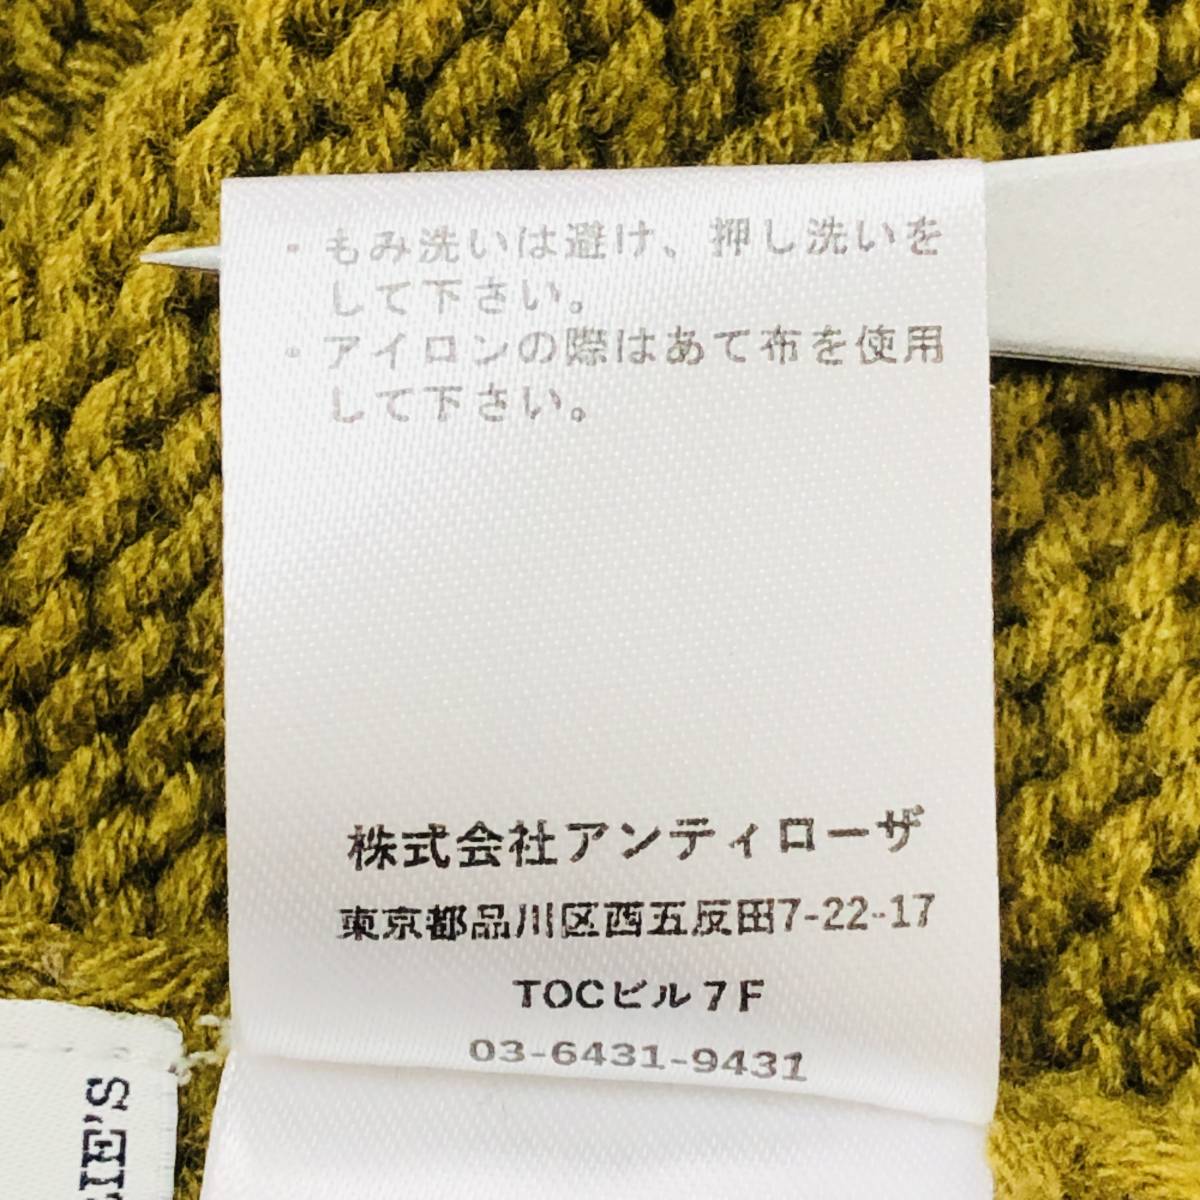 ・もみ洗いは避け、押し洗いを
して下さい。
・アイロンの際はあて布を使用
して下さい。
株式会社アンティローザ
東京都品川区西五反田7-22-17
TOCビル7F
03-6431-9431
IE'S